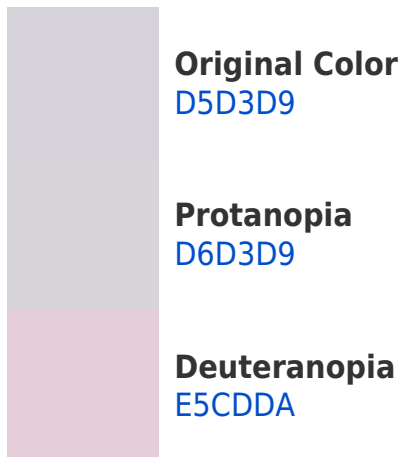 Original Color
D5D3D9
Protanopia
D6D3D9
Deuteranopia
E5CDDA